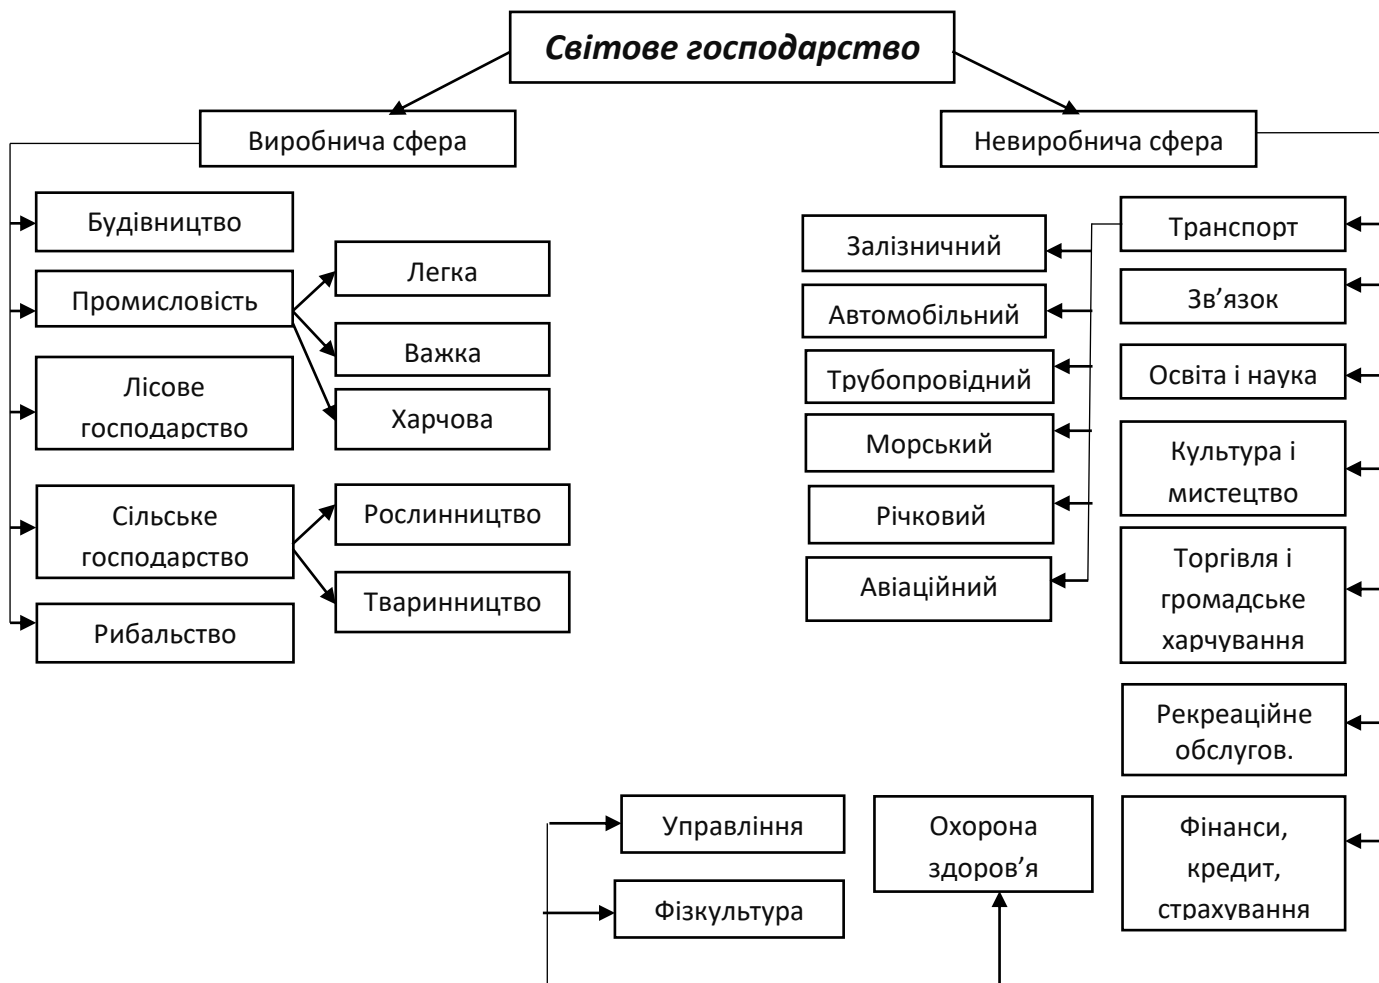 Світове господарство
Виробнича сфера
Невиробнича сфера
Будівництво
Промисловість
Легка
Важка
Харчова
Лісове
господарство
Сільське
господарство
Рослинництво
Тваринництво
Рибальство
Транспорт
Залізничний
Автомобільний
Трубопровідний
Морський
Річковий
Авіаційний
Зв’язок
Освіта і наука
Культура і
мистецтво
Торгівля і
громадське
харчування
Рекреаційне
обслугов.
Фінанси,
кредит,
страхування
Охорона
здоров’я
Управління
Фізкультура